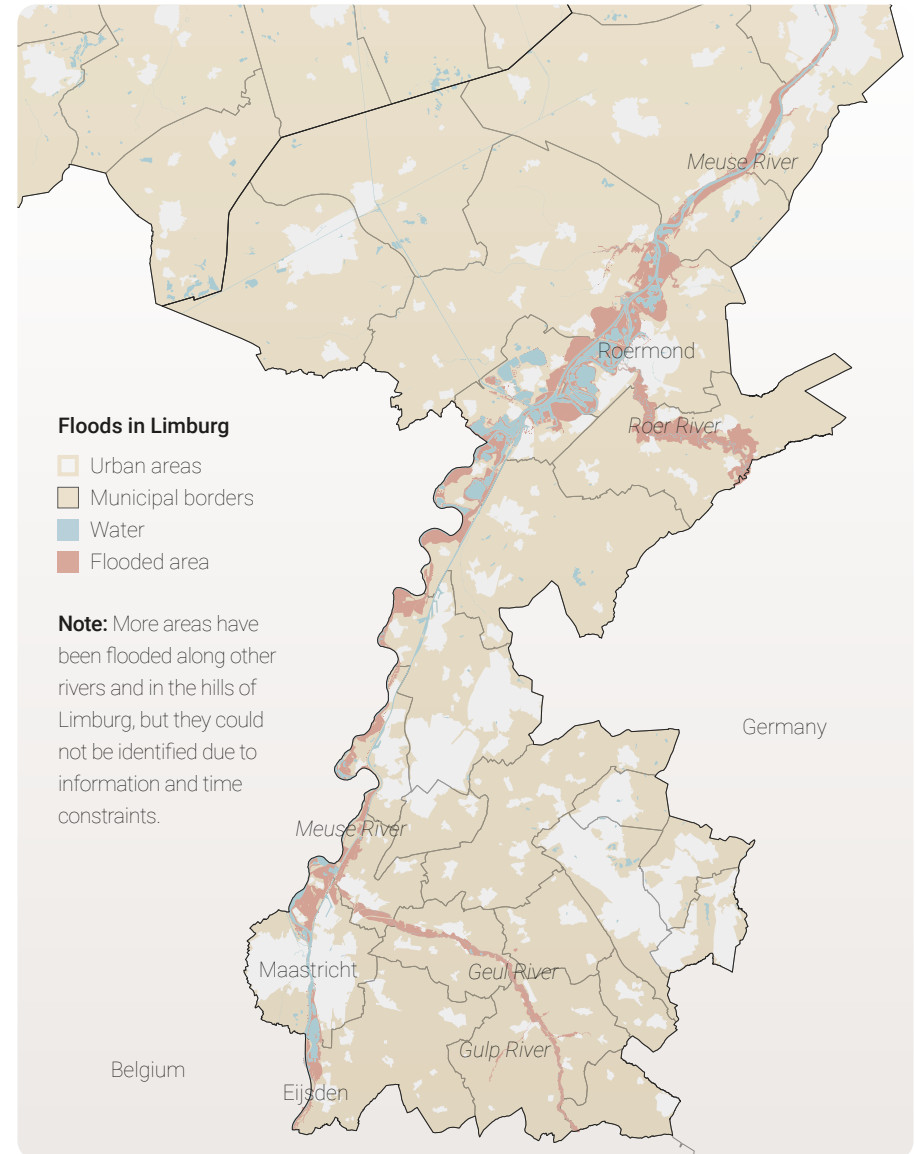 Meuse River
Roermond
Roer River
Floods in Limburg
Urban areas
Municipal borders
Water
Flooded area
Note: More areas have
been flooded along other
rivers and in the hills of
Limburg, but they could
not be identified due to
information and time
constraints.
Germany
Meuse River
Maastricht
Geul River
Gulp River
Belgium
Eijsden